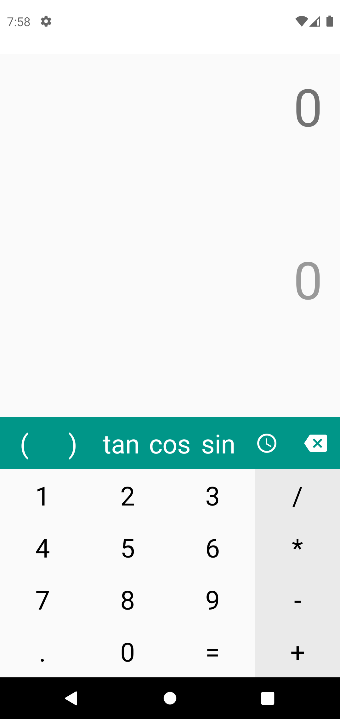 7:58
0
0
( ) tan cos sin
1 2 3 /
4 5 6 *
7 8 9 -
. 0 = +